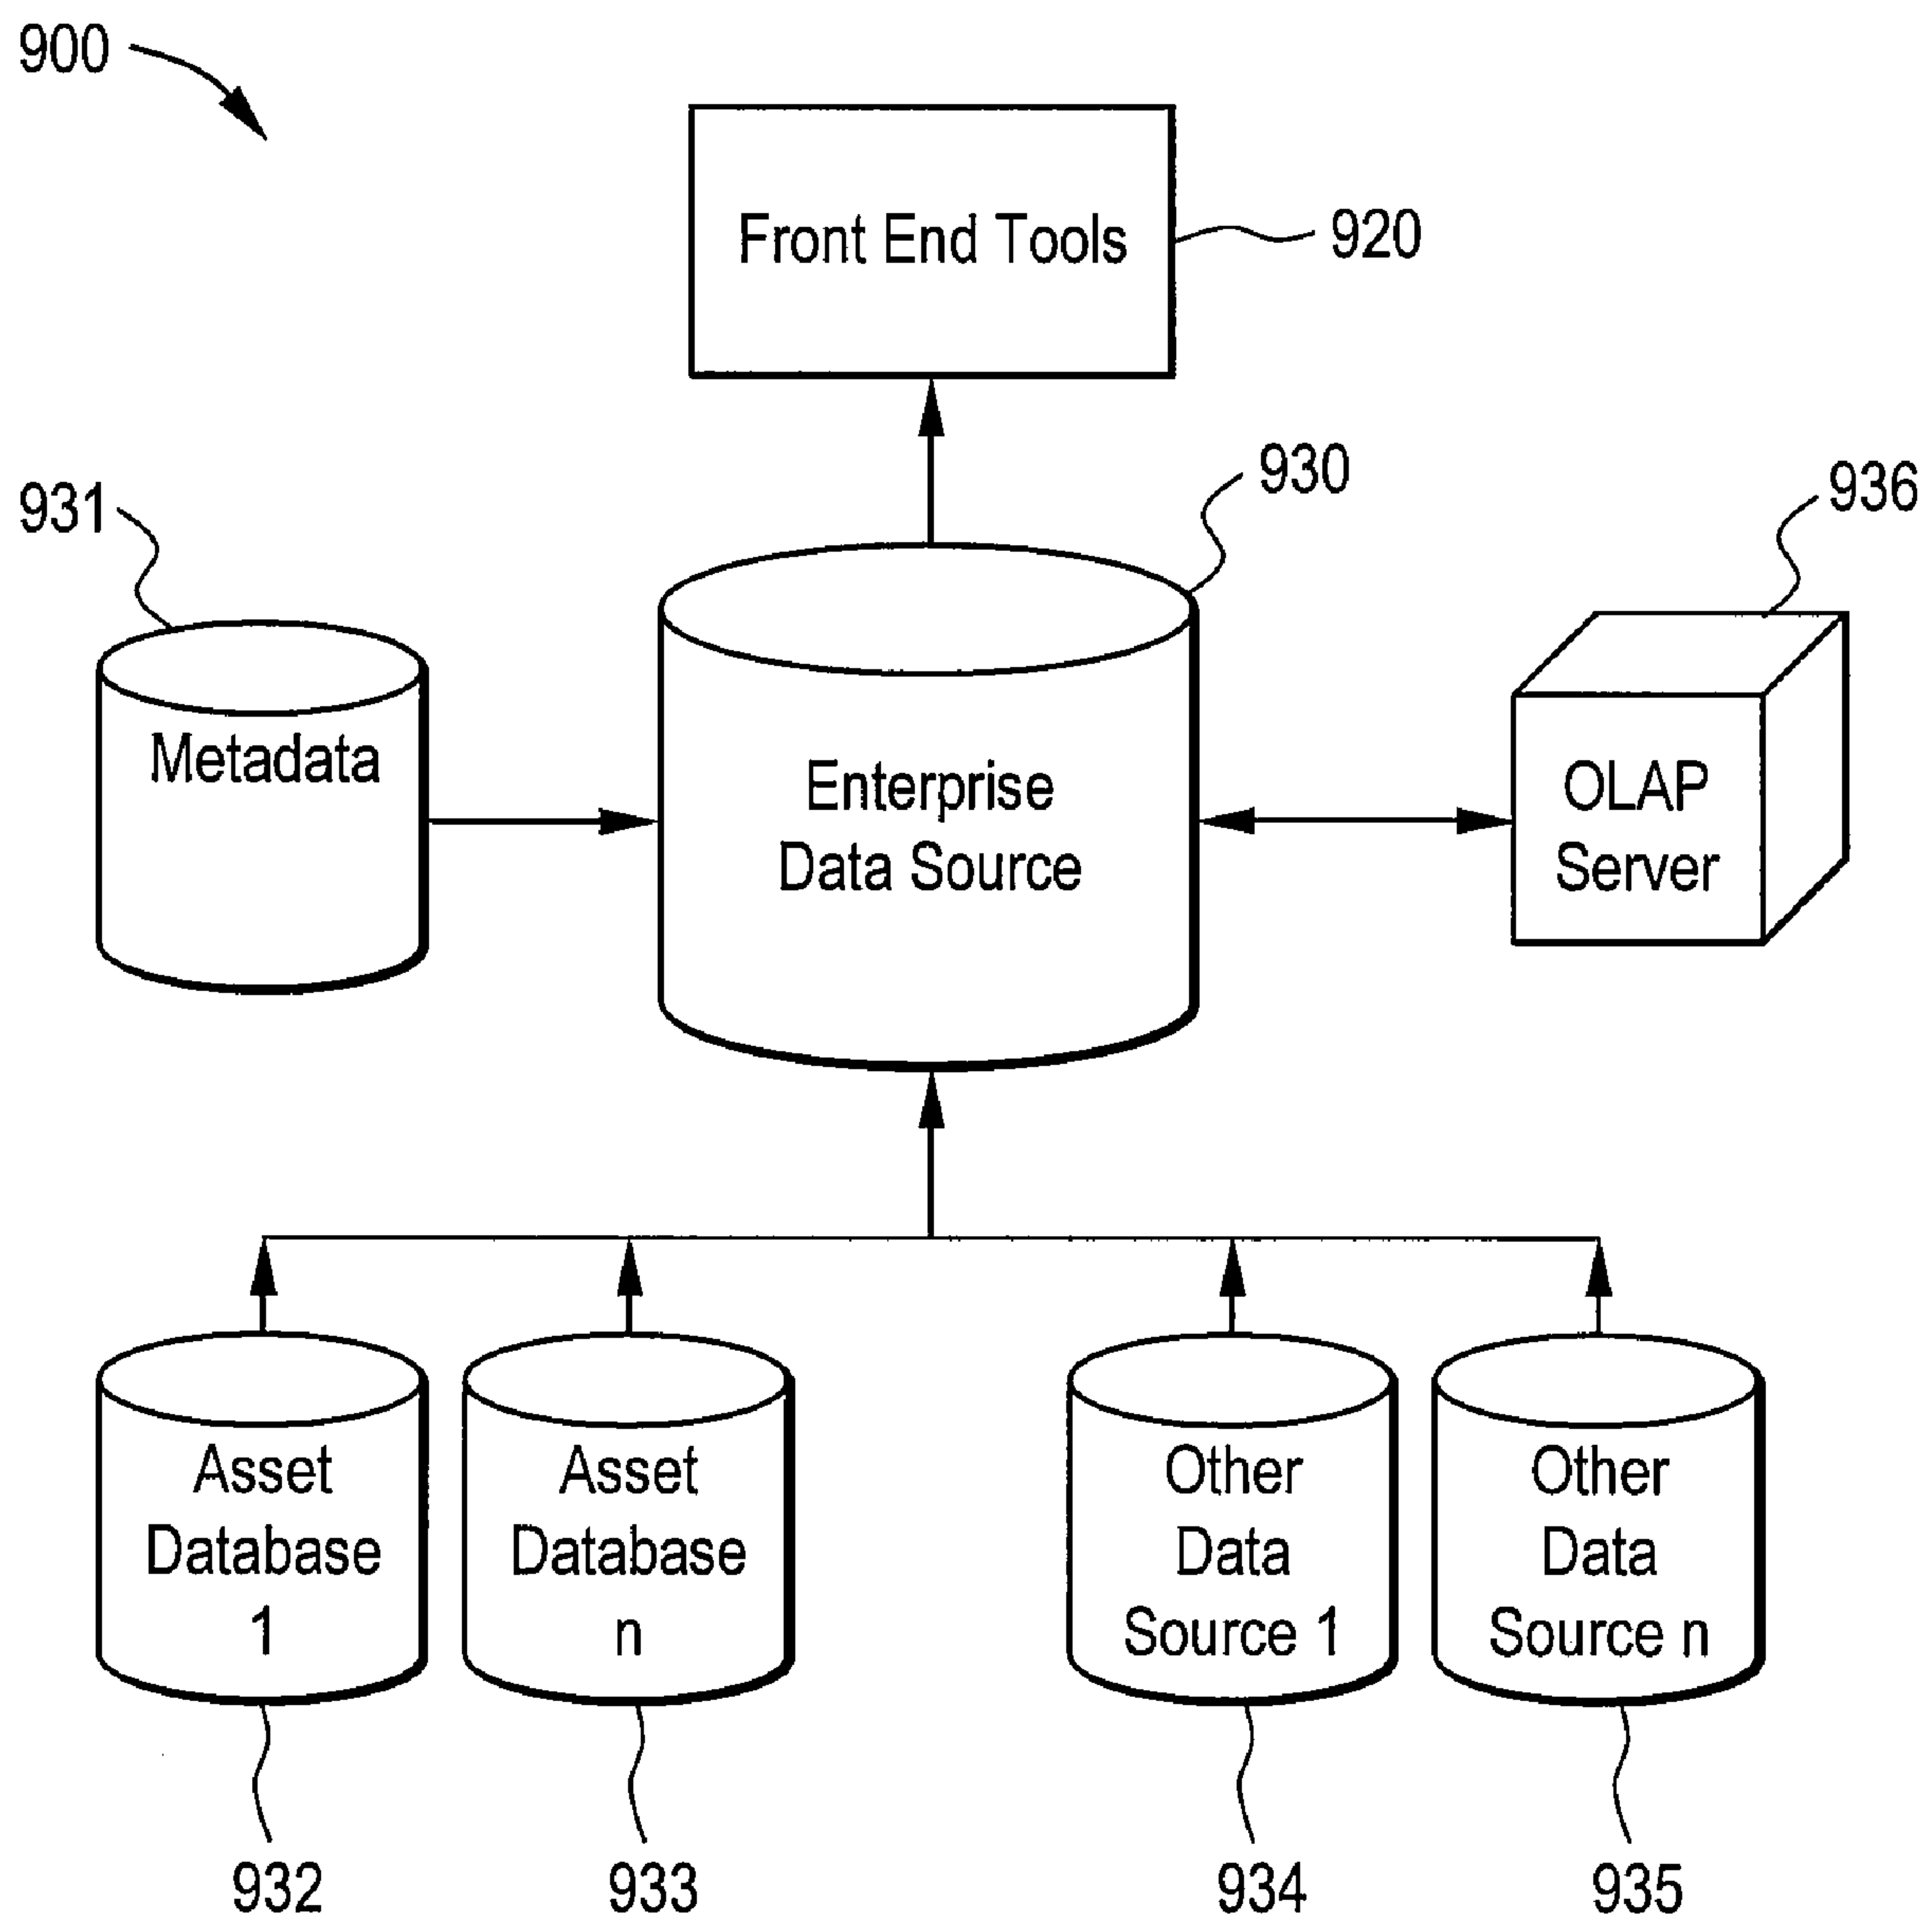 900
Front End Tools
920
930
936
931
Metadata
Enterprise
Data Source
OLAP
Server
Asset
Database
1
Asset
Database
n
Other
Data
Source 1
Other
Data
Source n
932
933
934
935